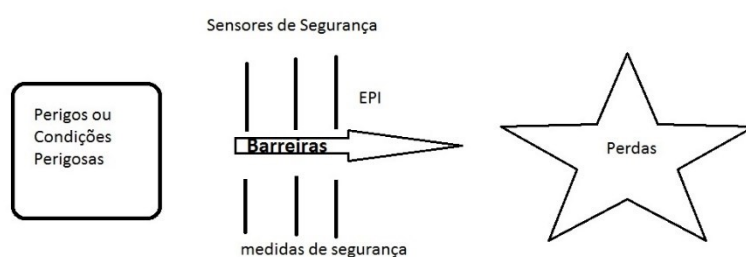 Sensores de Segurança
Perigos ou
Condições
Perigosas
EPI
Barreiras
Perdas
medidas de segurança